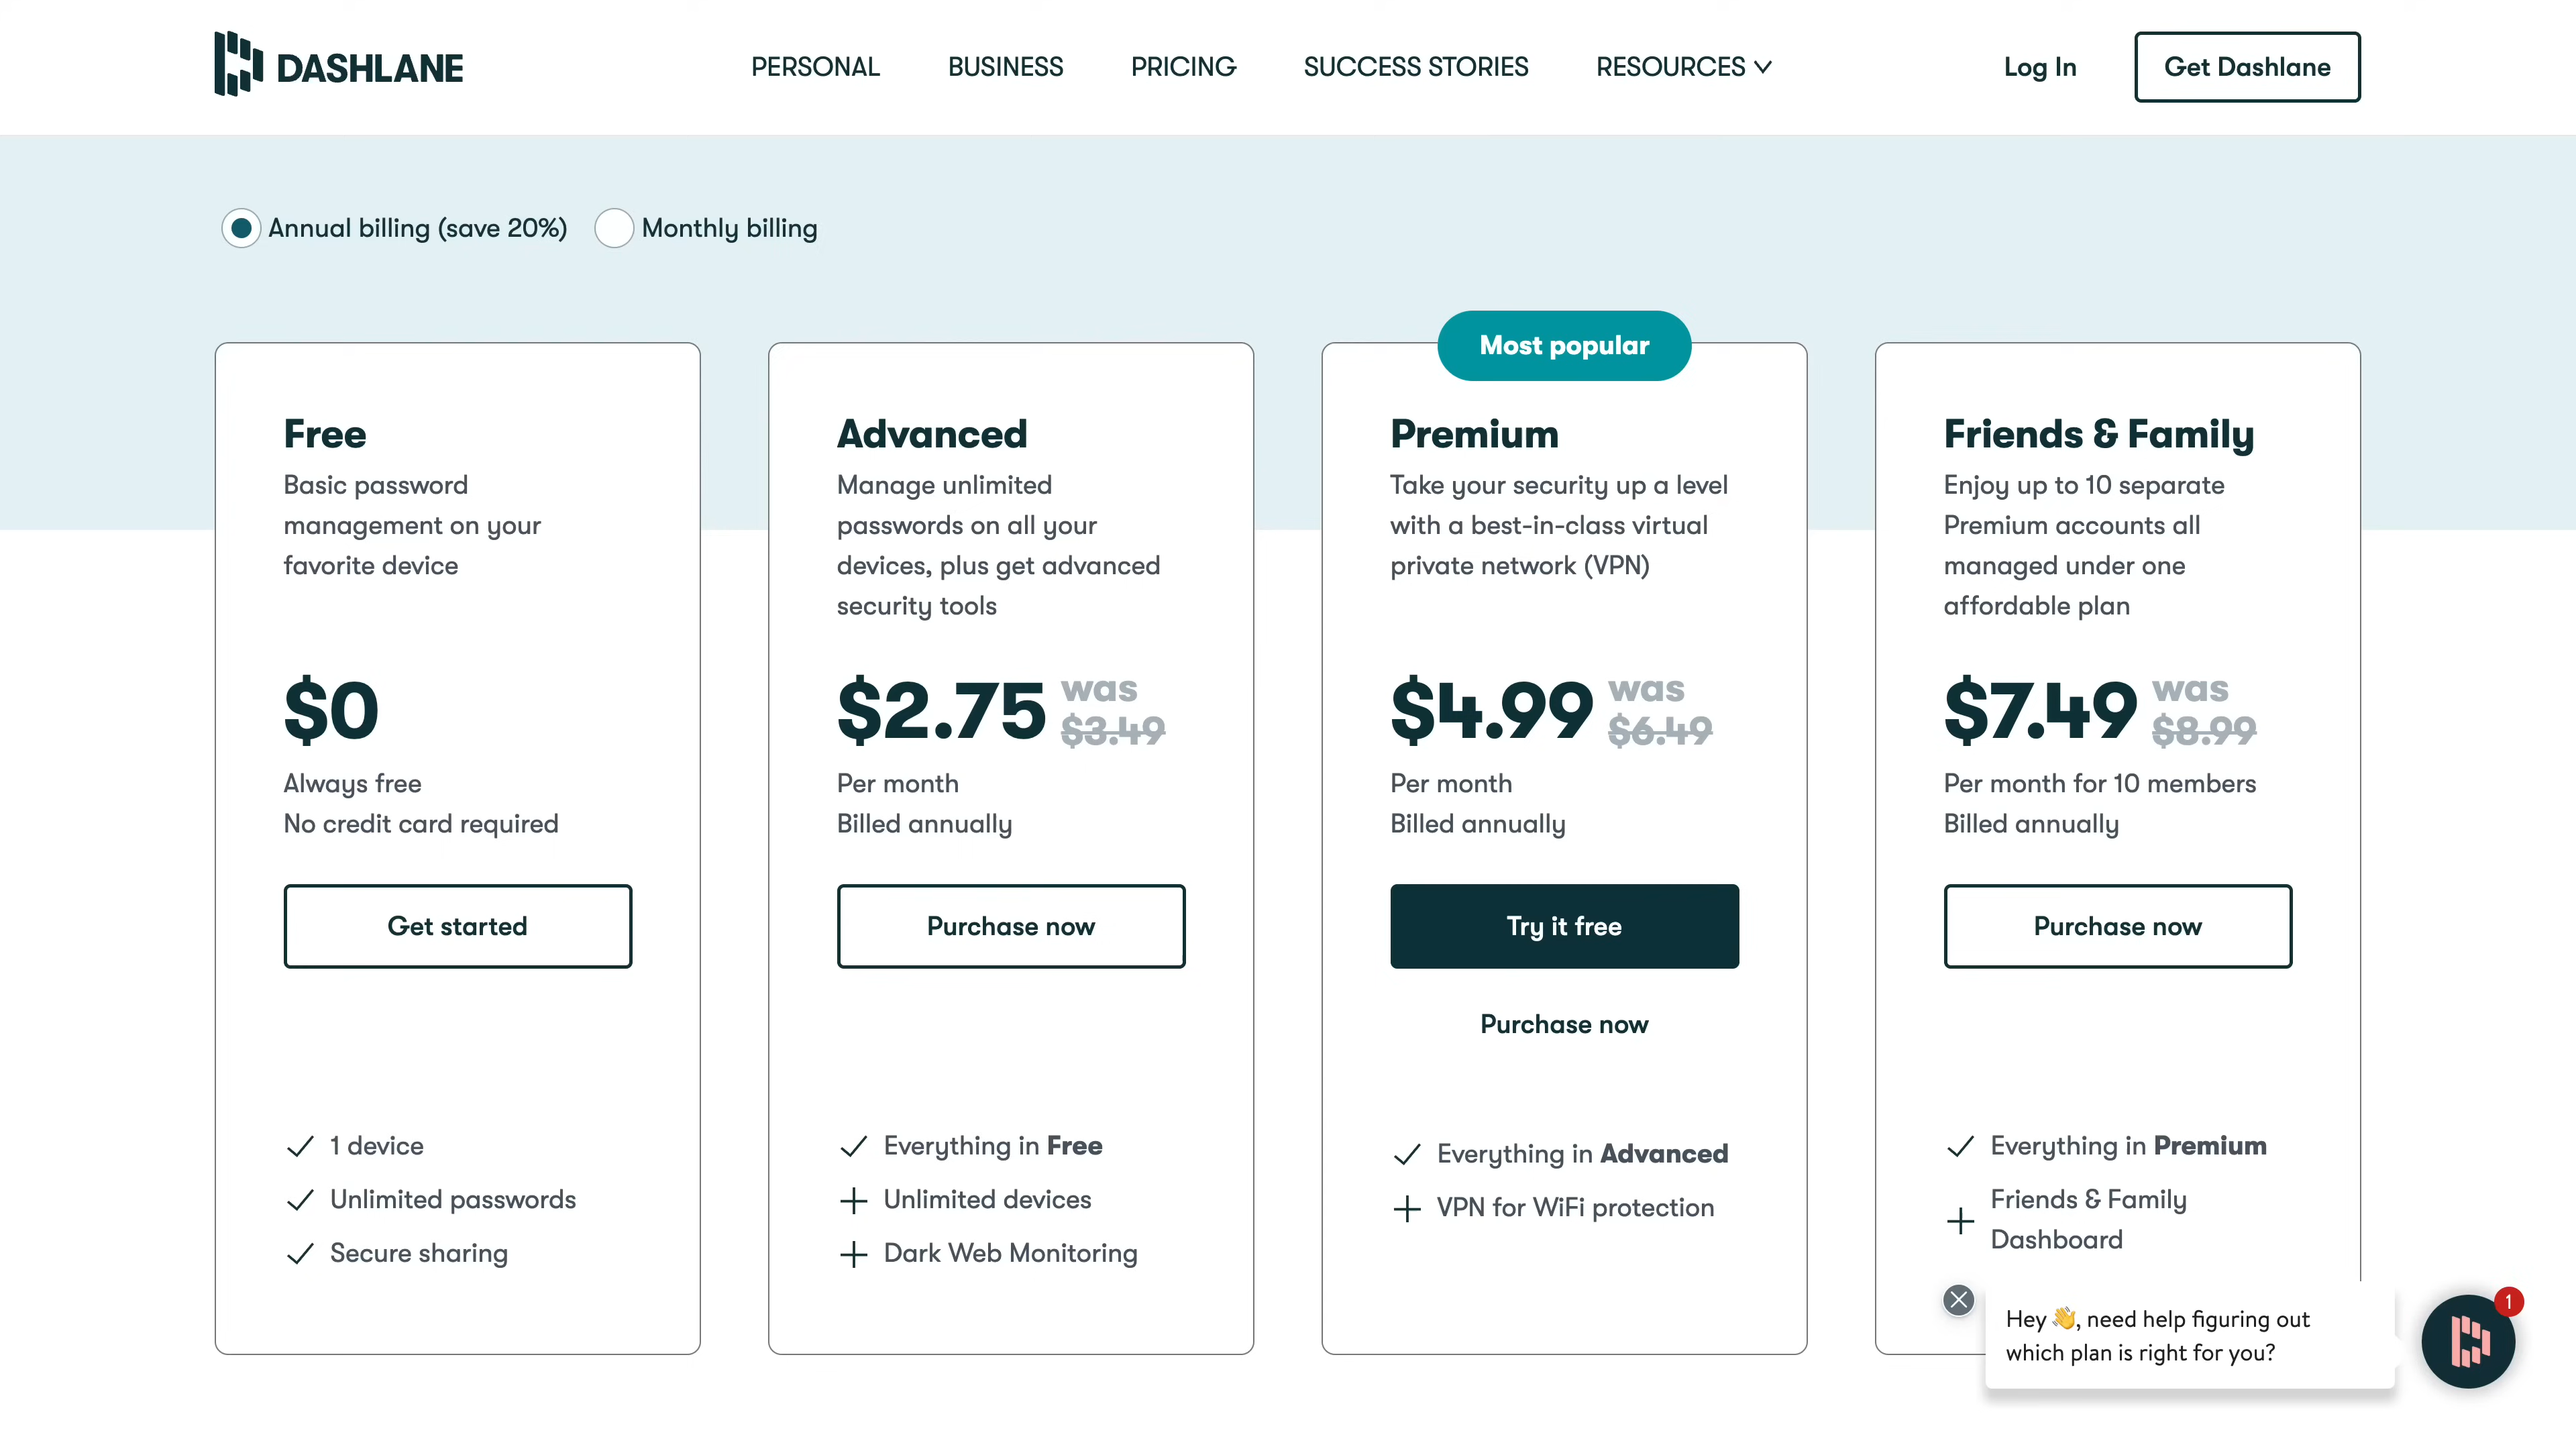 DASHLANE
PERSONAL
BUSINESS
PRICING
SUCCESS STORIES
RESOURCES
Log In
Get Dashlane
Annual billing (save 20%)
Monthly billing
Free
Basic password
management on your
favorite device
$0
Always free
No credit card required
Get started
1 device
Unlimited passwords
Secure sharing
Advanced
Manage unlimited
passwords on all your
devices, plus get advanced
security tools
$2.75 was
$3.49
Per month
Billed annually
Purchase now
Everything in Free
Unlimited devices
Dark Web Monitoring
Most popular
Premium
Take your security up a level
with a best-in-class virtual
private network (VPN)
$4.99 was
$6.49
Per month
Billed annually
Try it free
Purchase now
Everything in Advanced
VPN for WiFi protection
Friends & Family
Enjoy up to 10 separate
Premium accounts all
managed under one
affordable plan
$7.49 was
$8.99
Per month for 10 members
Billed annually
Purchase now
Everything in Premium
Friends & Family
Dashboard
Hey 👋, need help figuring out
which plan is right for you?
1